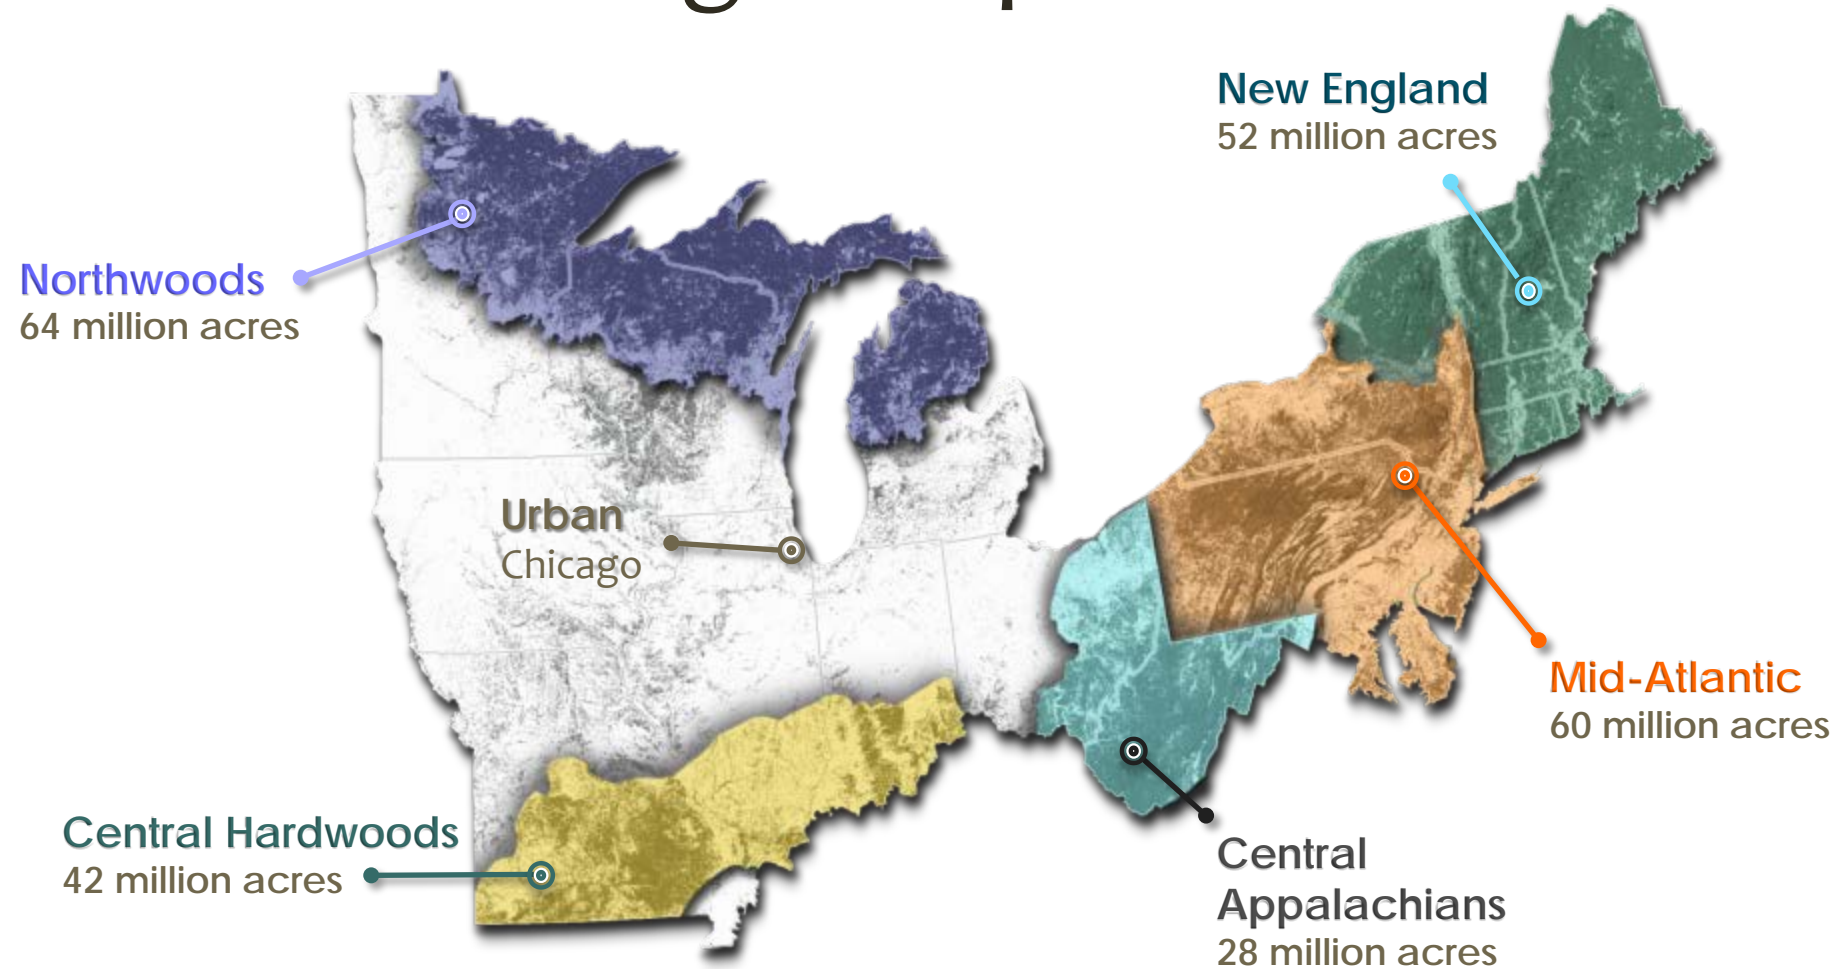 New England
52 million acres
Northwoods
64 million acres
Urban
Chicago
Mid-Atlantic
60 million acres
Central Hardwoods
42 million acres
Central
Appalachians
28 million acres